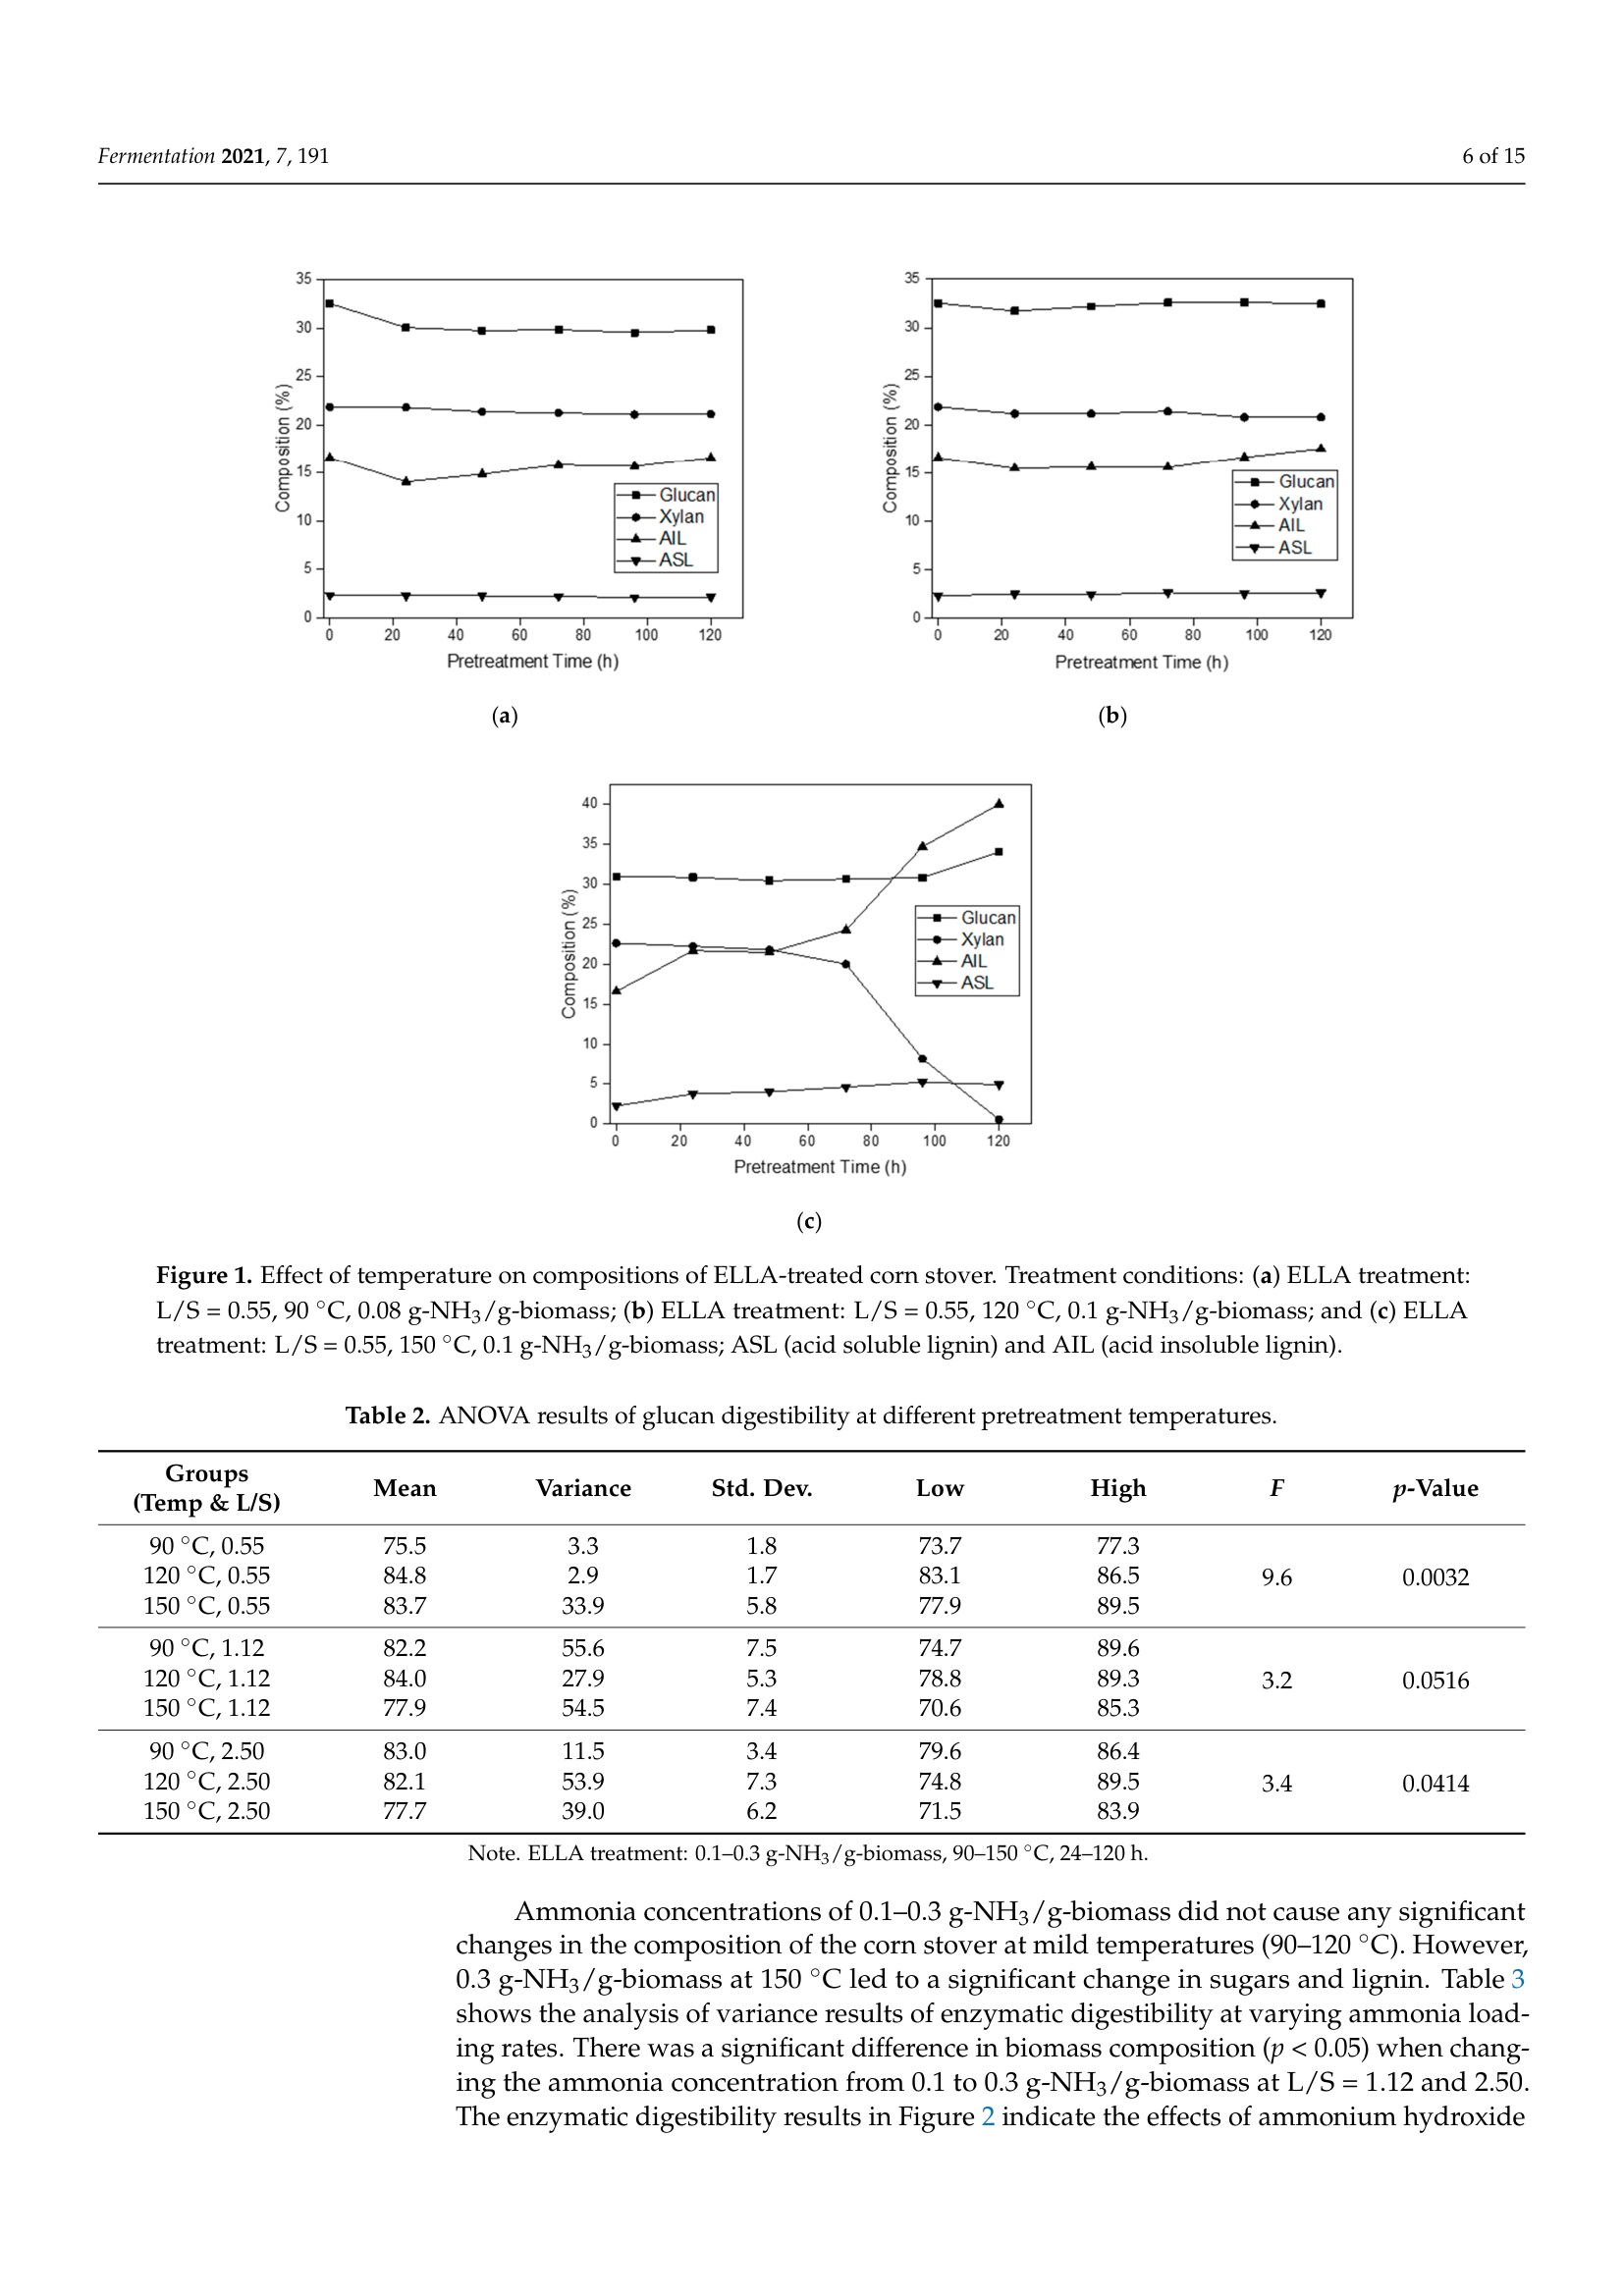 Fermentation 2021, 7, 191
6 of 15
35
30
25
20
15
10
5
0
Composition (%)
Glucan
Xylan
AIL
ASL
0 20 40 60 80 100 120
Pretreatment Time (h)
(a)
35
30
25
20
15
10
5
0
Composition (%)
Glucan
Xylan
AIL
ASL
0 20 40 60 80 100 120
Pretreatment Time (h)
(b)
40
35
30
25
20
15
10
5
0
Composition (%)
Glucan
Xylan
AIL
ASL
0 20 40 60 80 100 120
Pretreatment Time (h)
(c)
Figure 1. Effect of temperature on compositions of ELLA-treated corn stover. Treatment conditions: (a) ELLA treatment:
L/S = 0.55, 90 °C, 0.08 g-NH3/g-biomass; (b) ELLA treatment: L/S = 0.55, 120 °C, 0.1 g-NH3/g-biomass; and (c) ELLA
treatment: L/S = 0.55, 150 °C, 0.1 g-NH3/g-biomass; ASL (acid soluble lignin) and AIL (acid insoluble lignin).
Table 2. ANOVA results of glucan digestibility at different pretreatment temperatures.
Groups
(Temp & L/S) Mean Variance Std. Dev. Low High F p-Value
90 °C, 0.55 75.5 3.3 1.8 73.7 77.3
120 °C, 0.55 84.8 2.9 1.7 83.1 86.5 9.6 0.0032
150 °C, 0.55 83.7 33.9 5.8 77.9 89.5
90 °C, 1.12 82.2 55.6 7.5 74.7 89.6
120 °C, 1.12 84.0 27.9 5.3 78.8 89.3 3.2 0.0516
150 °C, 1.12 77.9 54.5 7.4 70.6 85.3
90 °C, 2.50 83.0 11.5 3.4 79.6 86.4
120 °C, 2.50 82.1 53.9 7.3 74.8 89.5 3.4 0.0414
150 °C, 2.50 77.7 39.0 6.2 71.5 83.9
Note. ELLA treatment: 0.1–0.3 g-NH3/g-biomass, 90–150 °C, 24–120 h.
Ammonia concentrations of 0.1–0.3 g-NH3/g-biomass did not cause any significant
changes in the composition of the corn stover at mild temperatures (90–120 °C). However,
0.3 g-NH3/g-biomass at 150 °C led to a significant change in sugars and lignin. Table 3
shows the analysis of variance results of enzymatic digestibility at varying ammonia load-
ing rates. There was a significant difference in biomass composition (p < 0.05) when chang-
ing the ammonia concentration from 0.1 to 0.3 g-NH3/g-biomass at L/S = 1.12 and 2.50.
The enzymatic digestibility results in Figure 2 indicate the effects of ammonium hydroxide